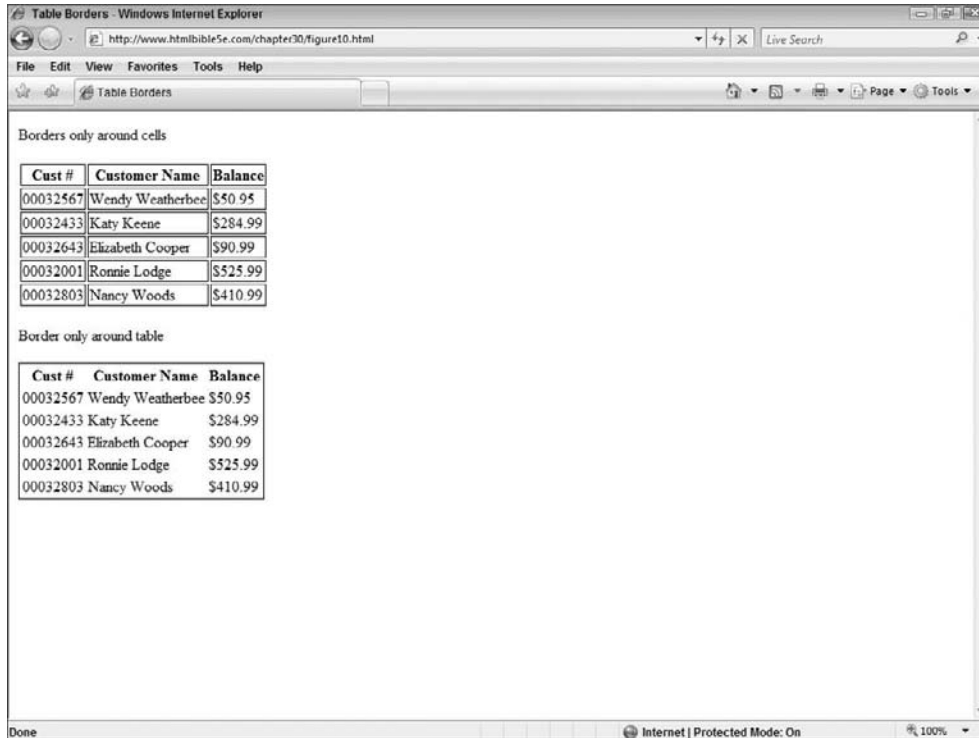 Table Borders - Windows Internet Explorer
http://www.htmlbible5e.com/chapter30/figure10.html
Live Search
File Edit View Favorites Tools Help
Table Borders
Page
Tools
Borders only around cells
Cust # Customer Name Balance
00032567 Wendy Weatherbee $50.95
00032433 Katy Keene $284.99
00032643 Elizabeth Cooper $90.99
00032001 Ronnie Lodge $525.99
00032803 Nancy Woods $410.99
Border only around table
Cust # Customer Name Balance
00032567 Wendy Weatherbee $50.95
00032433 Katy Keene $284.99
00032643 Elizabeth Cooper $90.99
00032001 Ronnie Lodge $525.99
00032803 Nancy Woods $410.99
Done
Internet | Protected Mode: On
100%